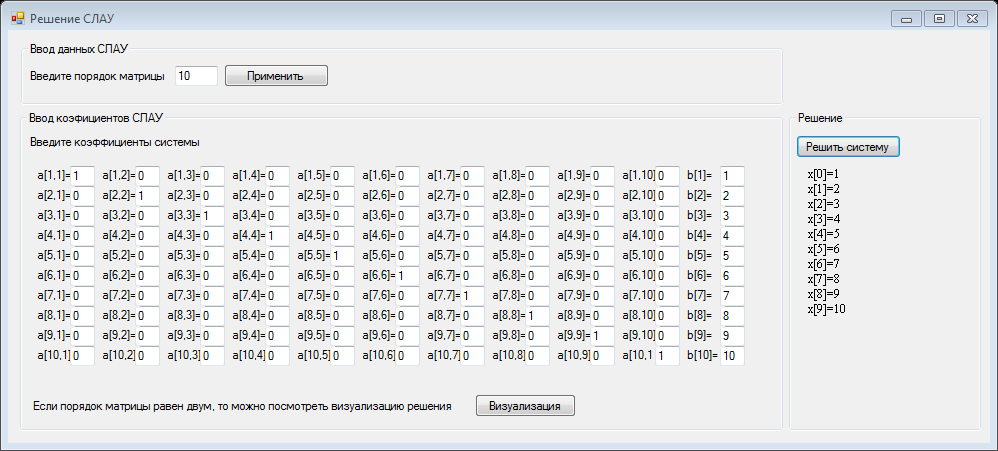 Решение СЛАУ
Ввод данных СЛАУ
Введите порядок матрицы 10 Применить
Ввод коэфициентов СЛАУ
Введите коэффициенты системы
a[1,1]= 1 a[1,2]= 0 a[1,3]= 0 a[1,4]= 0 a[1,5]= 0 a[1,6]= 0 a[1,7]= 0 a[1,8]= 0 a[1,9]= 0 a[1,10] 0 b[1]= 1
a[2,1]= 0 a[2,2]= 1 a[2,3]= 0 a[2,4]= 0 a[2,5]= 0 a[2,6]= 0 a[2,7]= 0 a[2,8]= 0 a[2,9]= 0 a[2,10] 0 b[2]= 2
a[3,1]= 0 a[3,2]= 0 a[3,3]= 1 a[3,4]= 0 a[3,5]= 0 a[3,6]= 0 a[3,7]= 0 a[3,8]= 0 a[3,9]= 0 a[3,10] 0 b[3]= 3
a[4,1]= 0 a[4,2]= 0 a[4,3]= 0 a[4,4]= 1 a[4,5]= 0 a[4,6]= 0 a[4,7]= 0 a[4,8]= 0 a[4,9]= 0 a[4,10] 0 b[4]= 4
a[5,1]= 0 a[5,2]= 0 a[5,3]= 0 a[5,4]= 0 a[5,5]= 1 a[5,6]= 0 a[5,7]= 0 a[5,8]= 0 a[5,9]= 0 a[5,10] 0 b[5]= 5
a[6,1]= 0 a[6,2]= 0 a[6,3]= 0 a[6,4]= 0 a[6,5]= 0 a[6,6]= 1 a[6,7]= 0 a[6,8]= 0 a[6,9]= 0 a[6,10] 0 b[6]= 6
a[7,1]= 0 a[7,2]= 0 a[7,3]= 0 a[7,4]= 0 a[7,5]= 0 a[7,6]= 0 a[7,7]= 1 a[7,8]= 0 a[7,9]= 0 a[7,10] 0 b[7]= 7
a[8,1]= 0 a[8,2]= 0 a[8,3]= 0 a[8,4]= 0 a[8,5]= 0 a[8,6]= 0 a[8,7]= 0 a[8,8]= 1 a[8,9]= 0 a[8,10] 0 b[8]= 8
a[9,1]= 0 a[9,2]= 0 a[9,3]= 0 a[9,4]= 0 a[9,5]= 0 a[9,6]= 0 a[9,7]= 0 a[9,8]= 0 a[9,9]= 1 a[9,10] 0 b[9]= 9
a[10,1] 0 a[10,2] 0 a[10,3] 0 a[10,4] 0 a[10,5] 0 a[10,6] 0 a[10,7] 0 a[10,8] 0 a[10,9] 0 a[10,1 1 b[10]= 10
Если порядок матрицы равен двум, то можно посмотреть визуализацию решения Визуализация
Решение
Решить систему
x[0]=1
x[1]=2
x[2]=3
x[3]=4
x[4]=5
x[5]=6
x[6]=7
x[7]=8
x[8]=9
x[9]=10